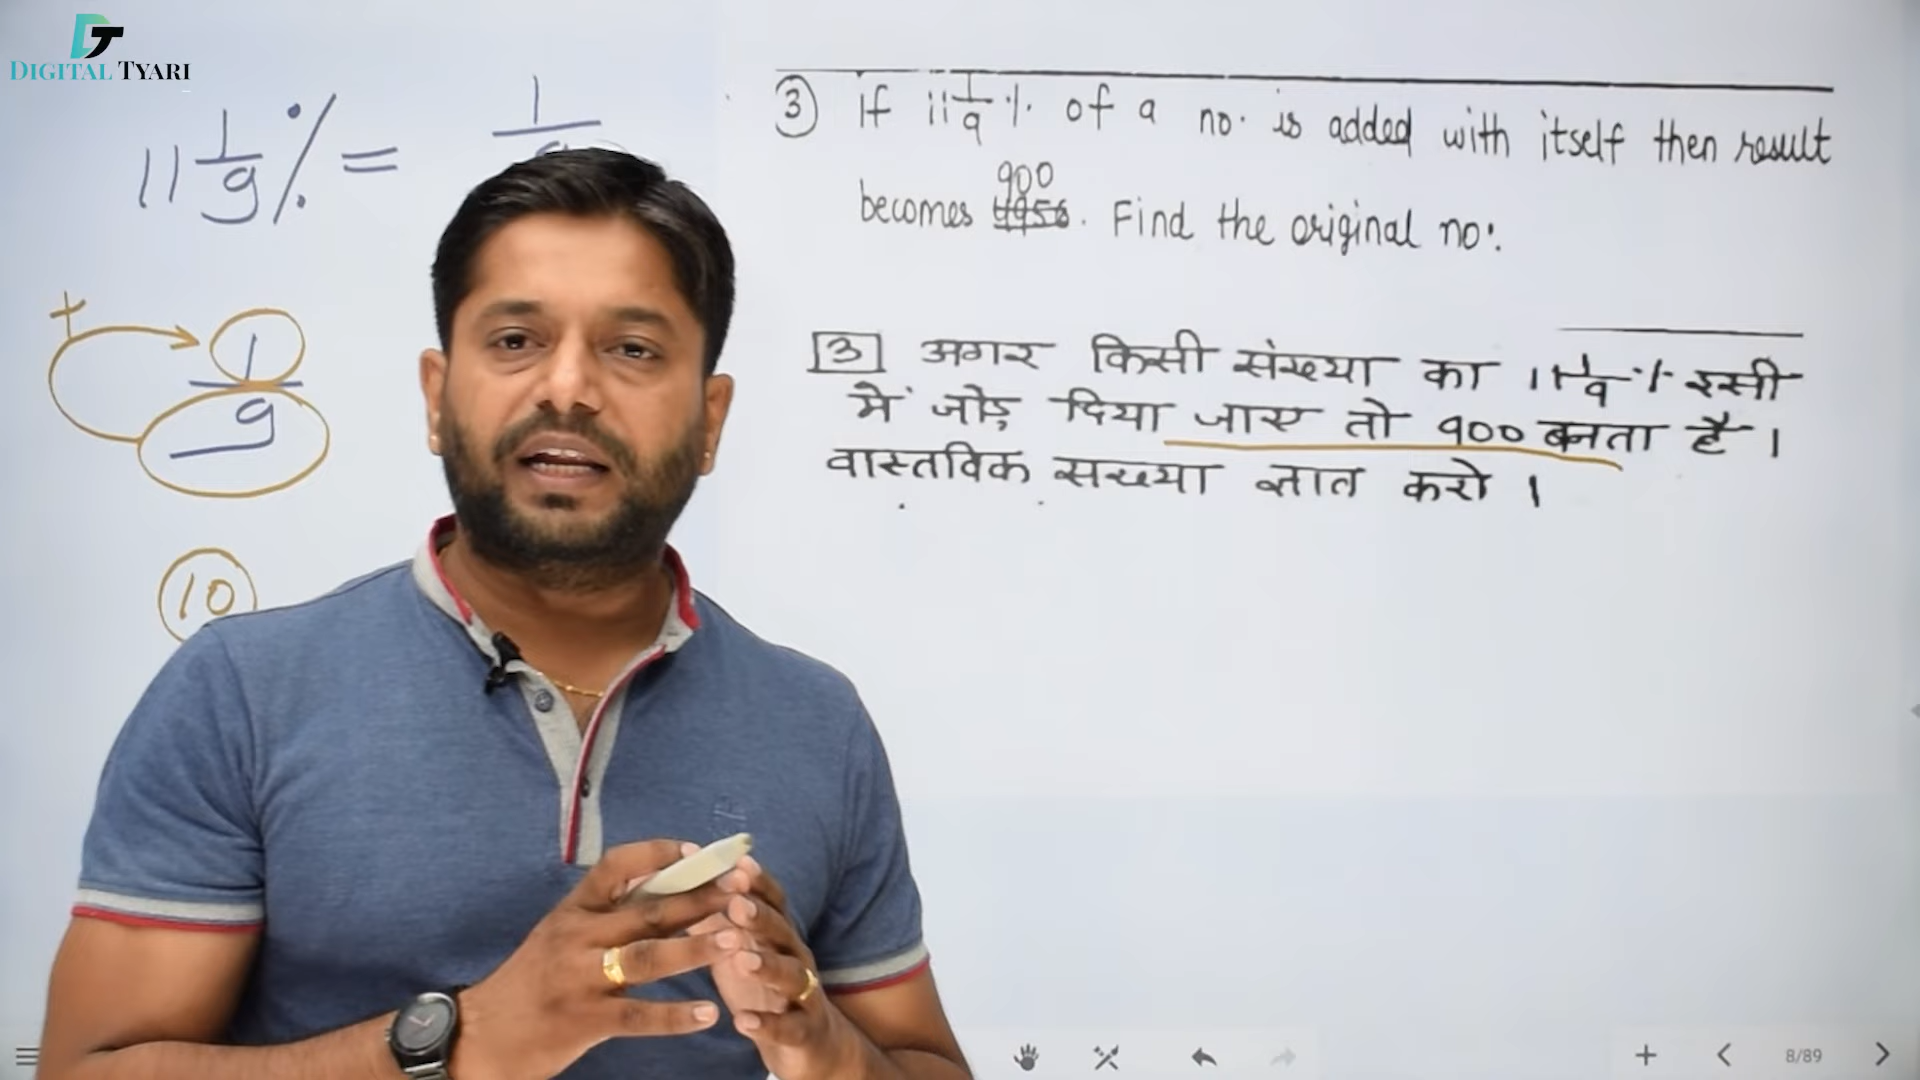 DIGITAL TYARI
11 1/9 % = 1/9
+ 1/9
10
③ if 11 1/9 % of a no. is added with itself then result
900
becomes 4956. Find the original no:
3 अगर किसी संख्या का 11 1/9 % इसी
में जोड़ दिया जाए तो 900 बनता है।
वास्तविक सख्या ज्ञात करो।
8/89